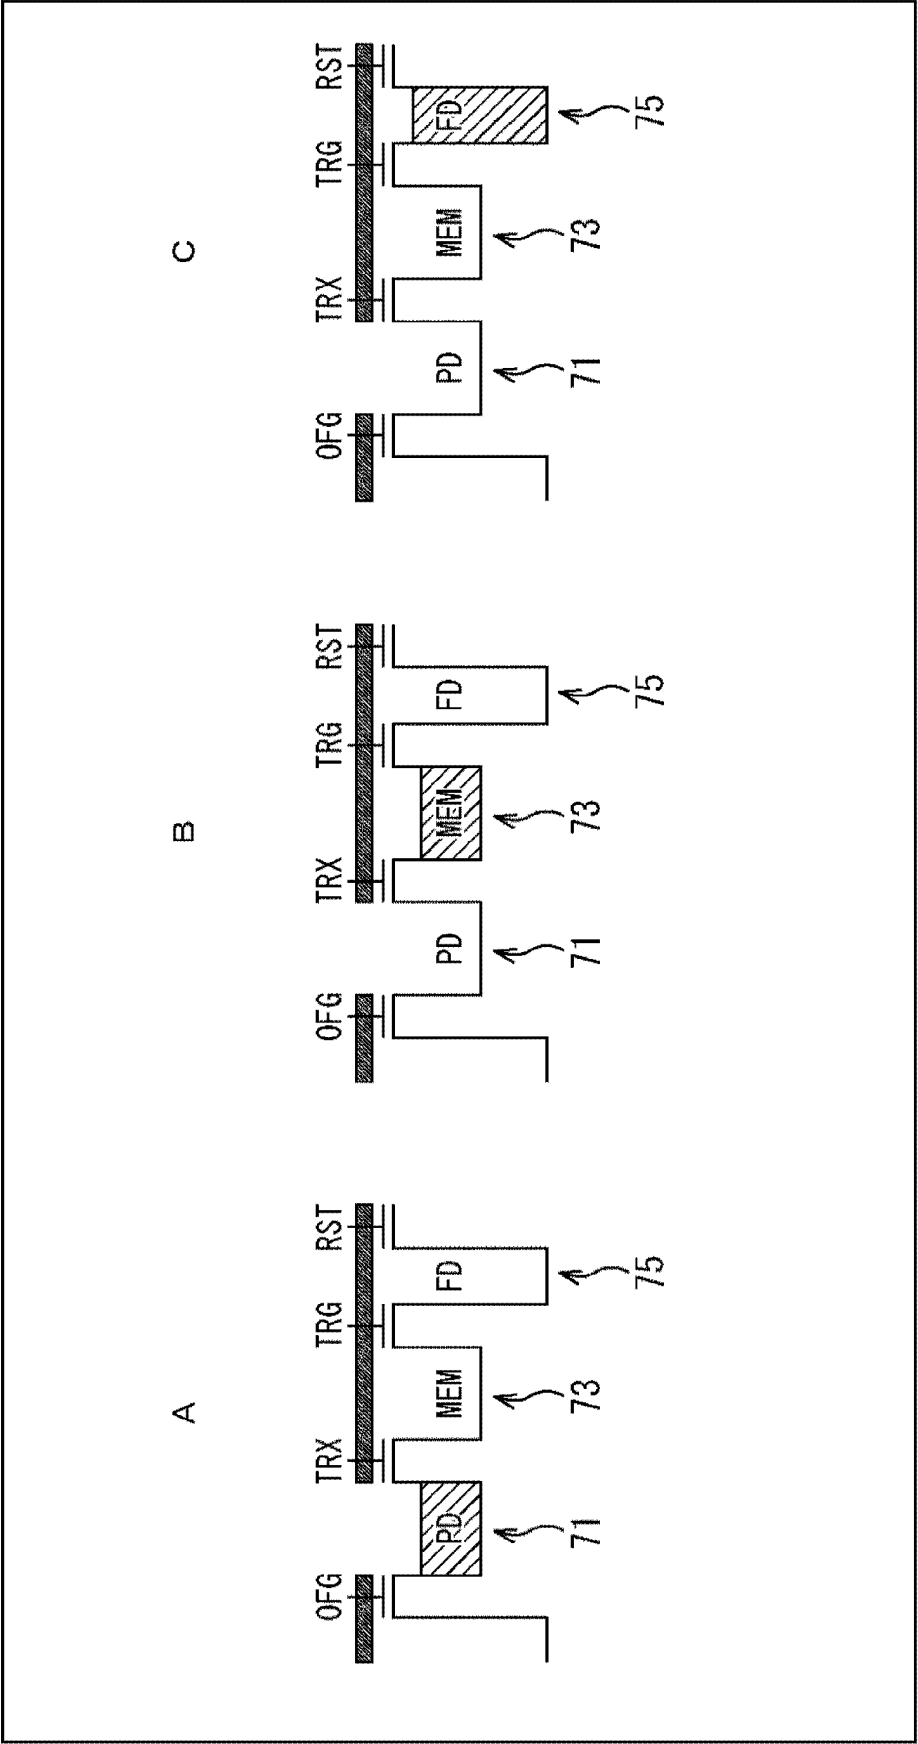 A
OFG TRX TRG RST
PD MEM FD
71 73 75
B
OFG TRX TRG RST
PD MEM FD
71 73 75
C
OFG TRX TRG RST
PD MEM FD
71 73 75